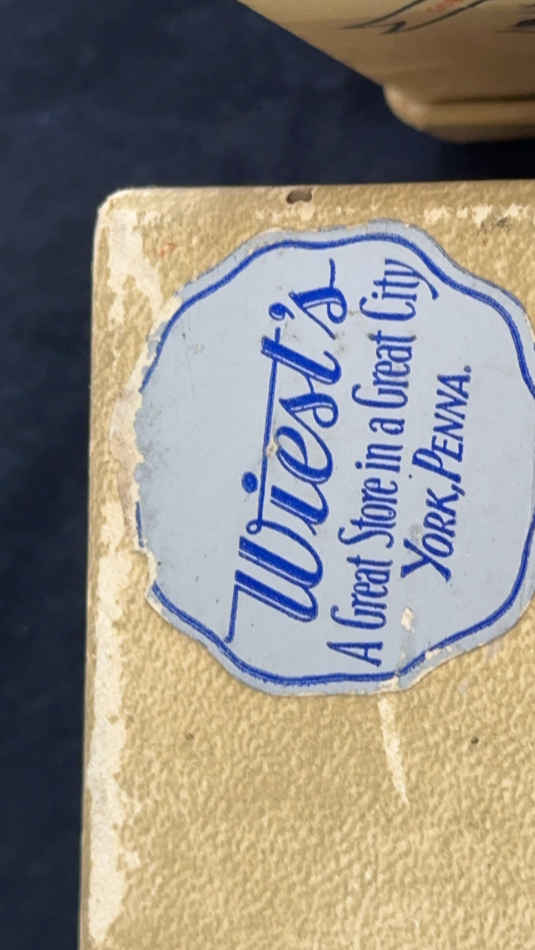 Wiest's
A Great Store in a Great City
YORK, PENNA.